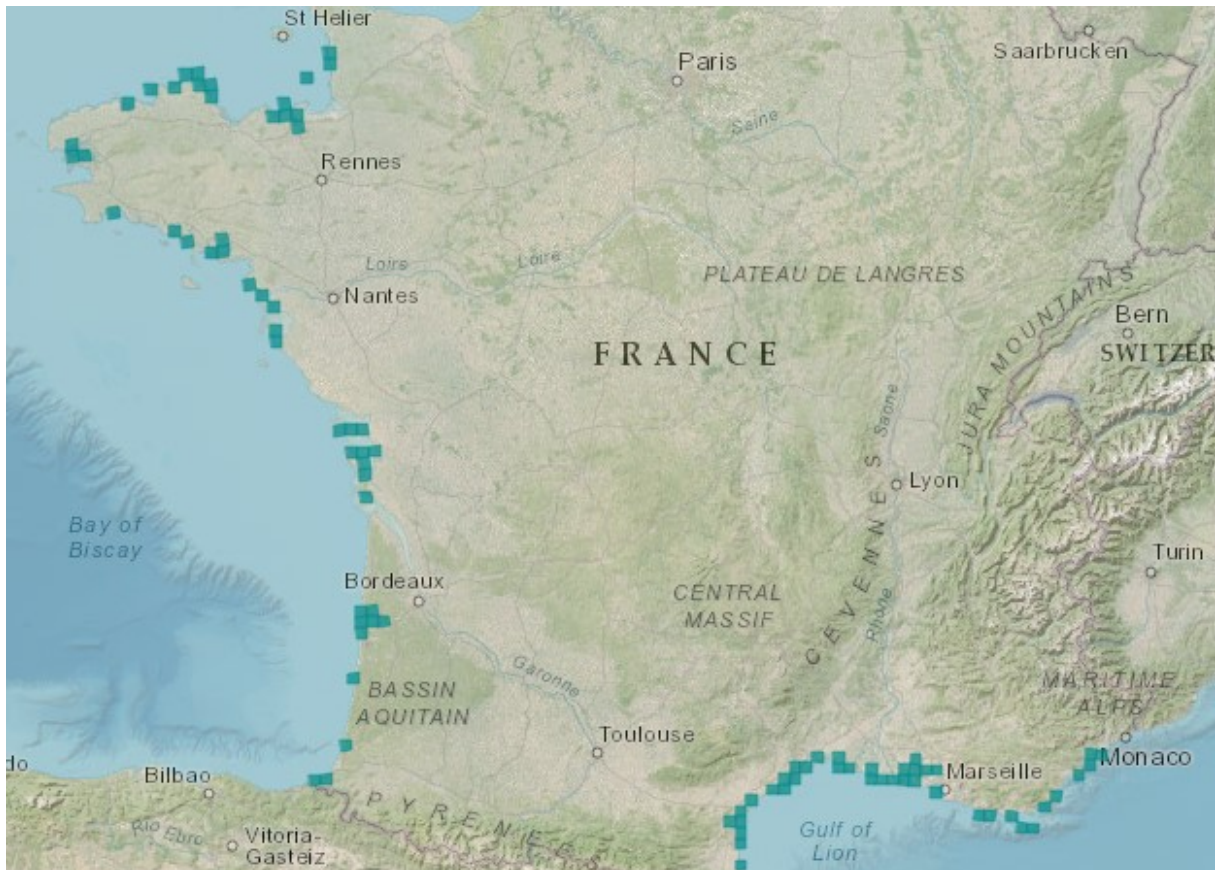 St Helier
Saarbrucken
Paris
Seine
Rennes
Loire
Loire
PLATEAU DE LANGRES
Nantes
JURA MOUNTAINS
Bern
FRANCE
SWITZER
Saone
Lyon
Bay of
Biscay
Turin
Bordeaux
CENTRAL
MASSIF
CEVENNES
Rhône
Garonne
BASSIN
AQUITAIN
MARITIME
ALPS
Toulouse
Monaco
do
Bilbao
Marseille
PYRENEES
Rio Ebro
Vitoria-
Gasteiz
Gulf of
Lion